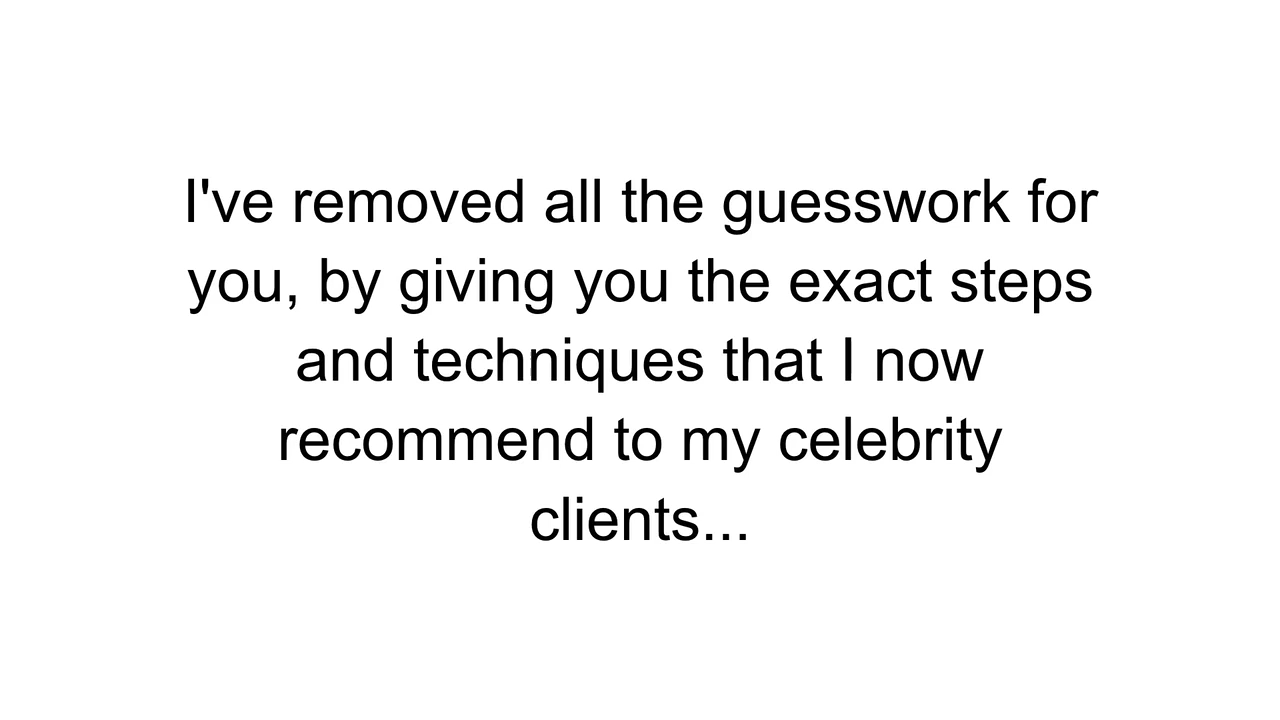 I've removed all the guesswork for
you, by giving you the exact steps
and techniques that I now
recommend to my celebrity
clients...